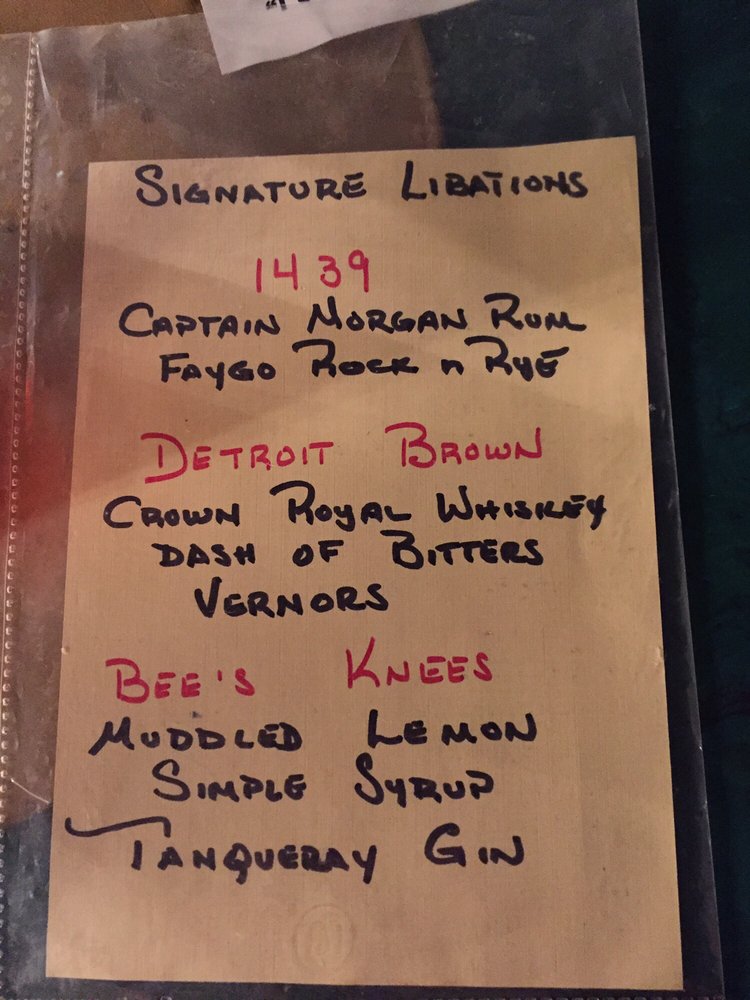 SIGNATURE LIBATIONS
1439
CAPTAIN MORGAN RUM
FAYGO ROCK n RYE
DETROIT BROWN
CROWN ROYAL WHISKEY
DASH OF BITTERS
VERNORS
BEE'S KNEES
MUDDLED LEMON
SIMPLE SYRUP
TANQUERAY GIN